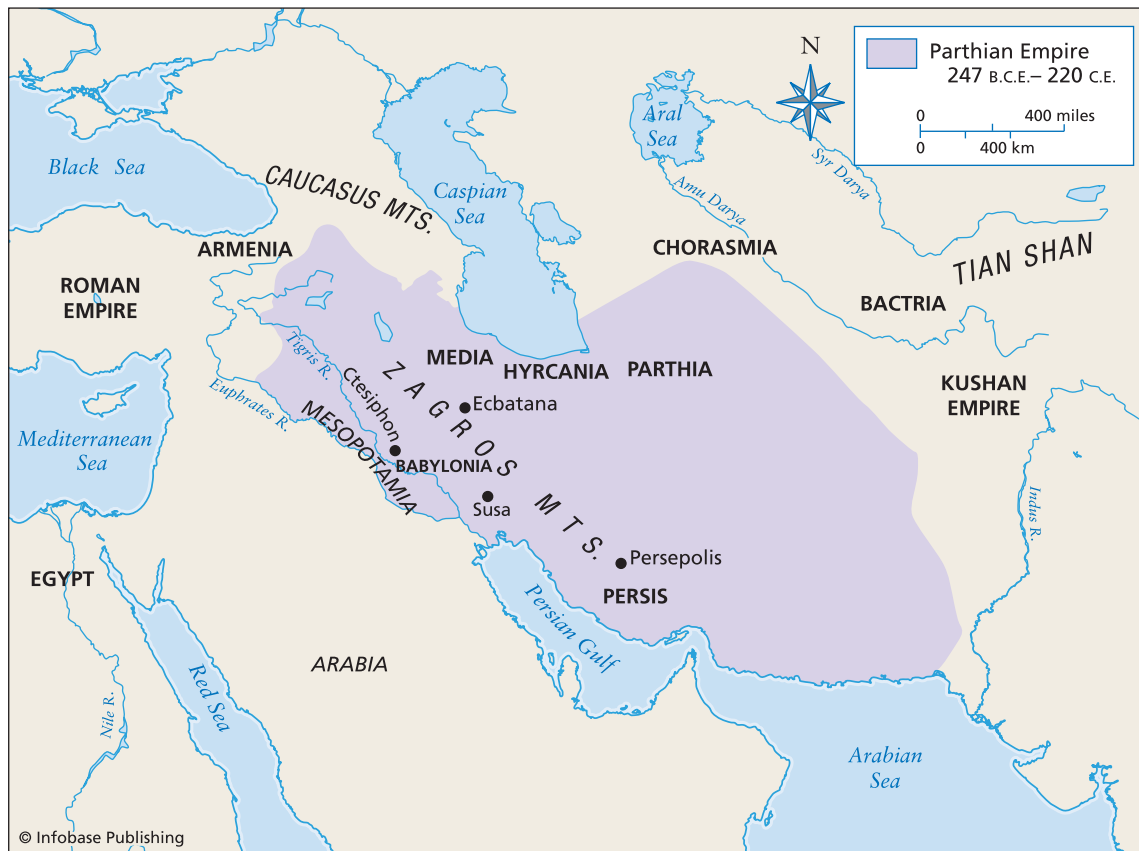 N
Parthian Empire
247 B.C.E.– 220 C.E.
0 400 miles
0 400 km
Aral
Sea
Syr Darya
Amu Darya
Black Sea
CAUCASUS MTS.
Caspian
Sea
ARMENIA
CHORASMIA
TIAN SHAN
ROMAN
EMPIRE
BACTRIA
Tigris R.
MEDIA
HYRCANIA
PARTHIA
KUSHAN
EMPIRE
Euphrates R.
Ctesiphon
ZAGROS MTS.
Ecbatana
MESOPOTAMIA
Mediterranean
Sea
BABYLONIA
Susa
Indus R.
EGYPT
Persepolis
PERSIS
Persian Gulf
ARABIA
Red Sea
Nile R.
Arabian
Sea
© Infobase Publishing